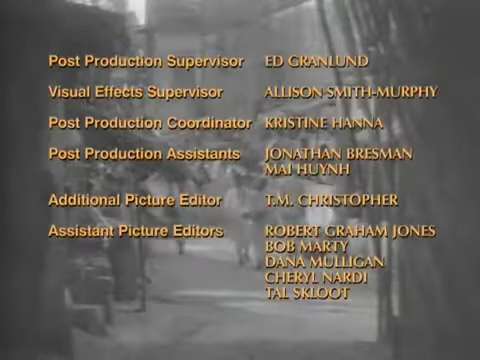 Post Production Supervisor ED GRANLUND
Visual Effects Supervisor ALLISON SMITH-MURPHY
Post Production Coordinator KRISTINE HANNA
Post Production Assistants JONATHAN BRESMAN
MAI HUYNH
Additional Picture Editor T.M. CHRISTOPHER
Assistant Picture Editors ROBERT GRAHAM JONES
BOB MARTY
DANA MULLIGAN
CHERYL NARDI
TAL SKLOOT